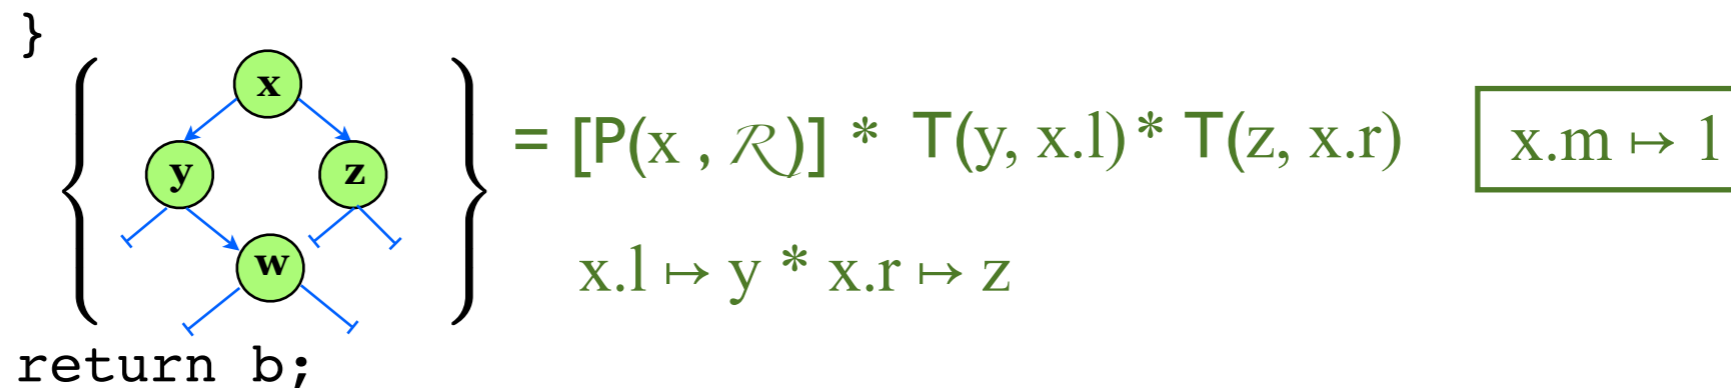 }
x
= [P(x , ℛ)] * T(y, x.l) * T(z, x.r) x.m ↦ 1
y z
w
x.l ↦ y * x.r ↦ z
return b;